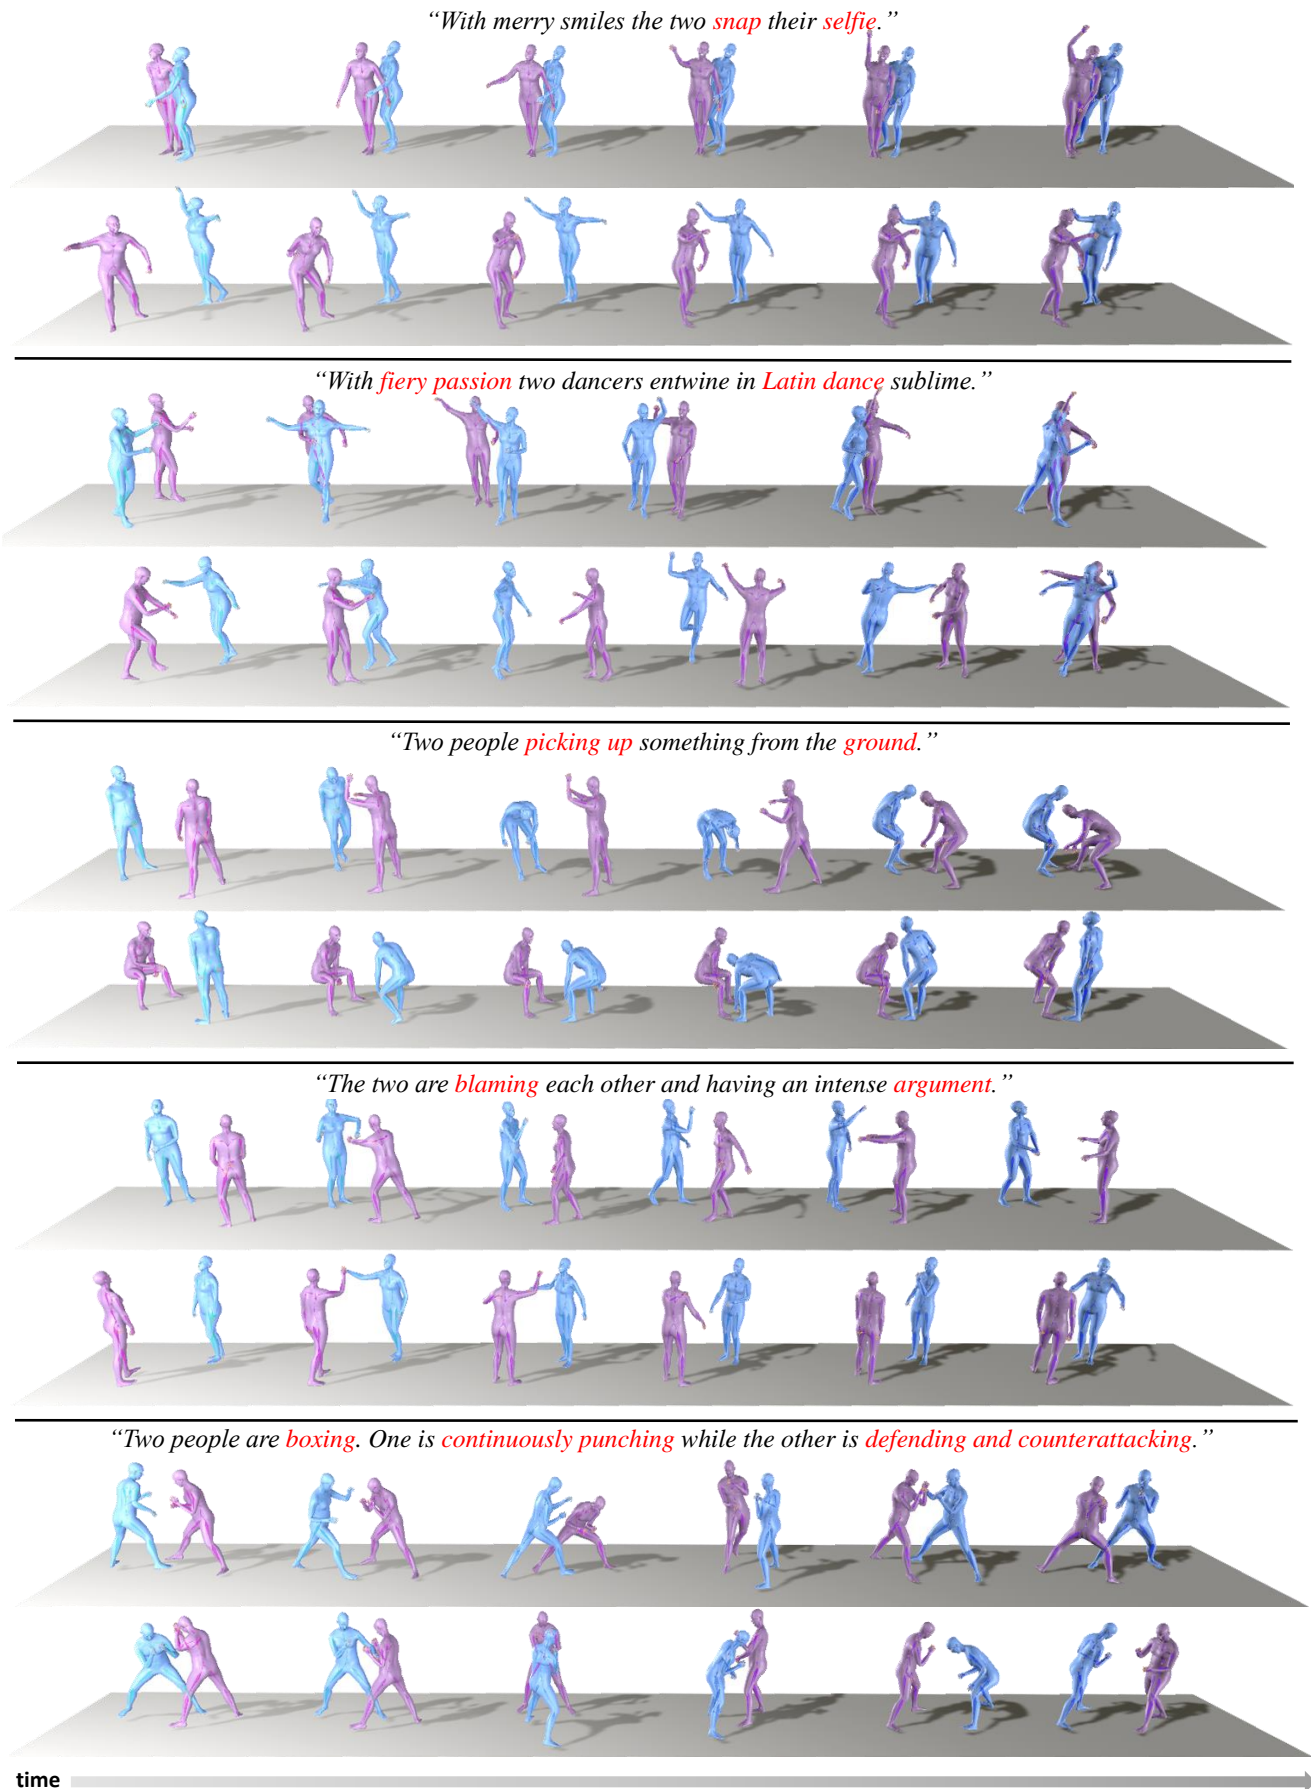 “With merry smiles the two snap their selfie.”
“With fiery passion two dancers entwine in Latin dance sublime.”
“Two people picking up something from the ground.”
“The two are blaming each other and having an intense argument.”
“Two people are boxing. One is continuously punching while the other is defending and counterattacking.”
time